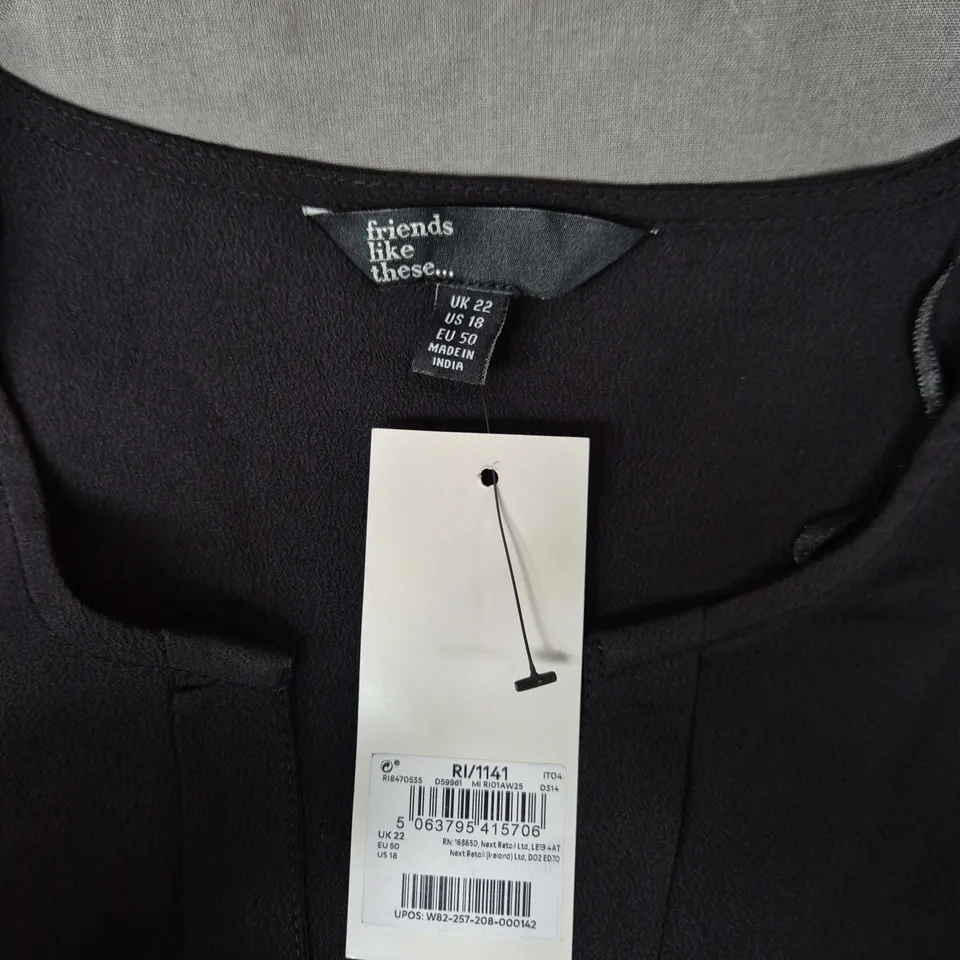 friends
like
these...
UK 22
US 18
EU 50
MADE IN
INDIA
RI/1141
IT04
RI8470535 D59961 MI RI01AW25 D314
5 063795 415706
UK 22
EU 50
US 18
RN: 168650, Next Retail Ltd, LE19 4AT
Next Retail (Ireland) Ltd, D02 ED70
UPOS: W82-257-208-000142